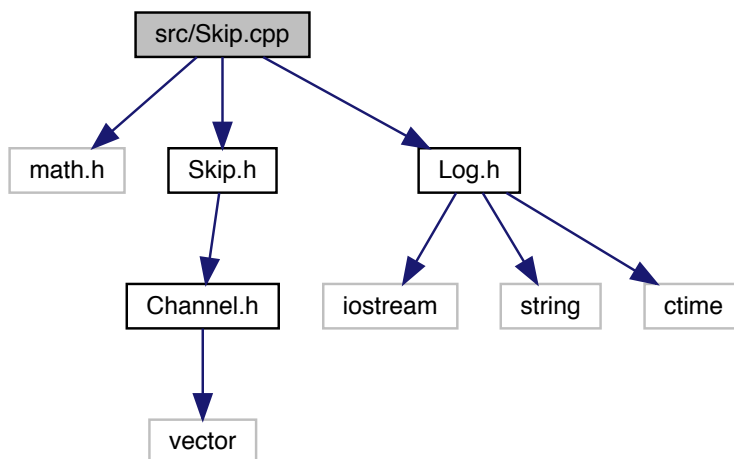 src/Skip.cpp
math.h
Skip.h
Log.h
Channel.h
iostream
string
ctime
vector